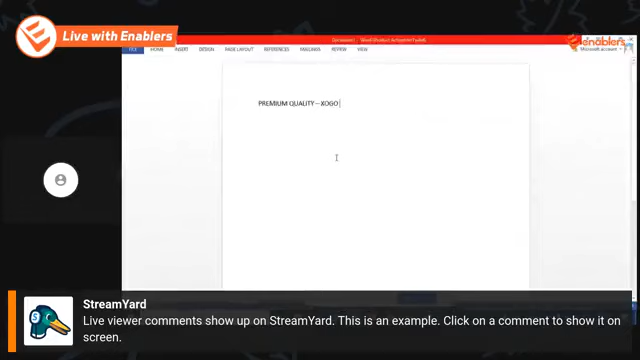 Live with Enablers
Enablers
Microsoft account
FILE HOME INSERT DESIGN PAGE LAYOUT REFERENCES MAILINGS REVIEW VIEW
PREMIUM QUALITY – XOGO
StreamYard
Live viewer comments show up on StreamYard. This is an example. Click on a comment to show it on
screen.